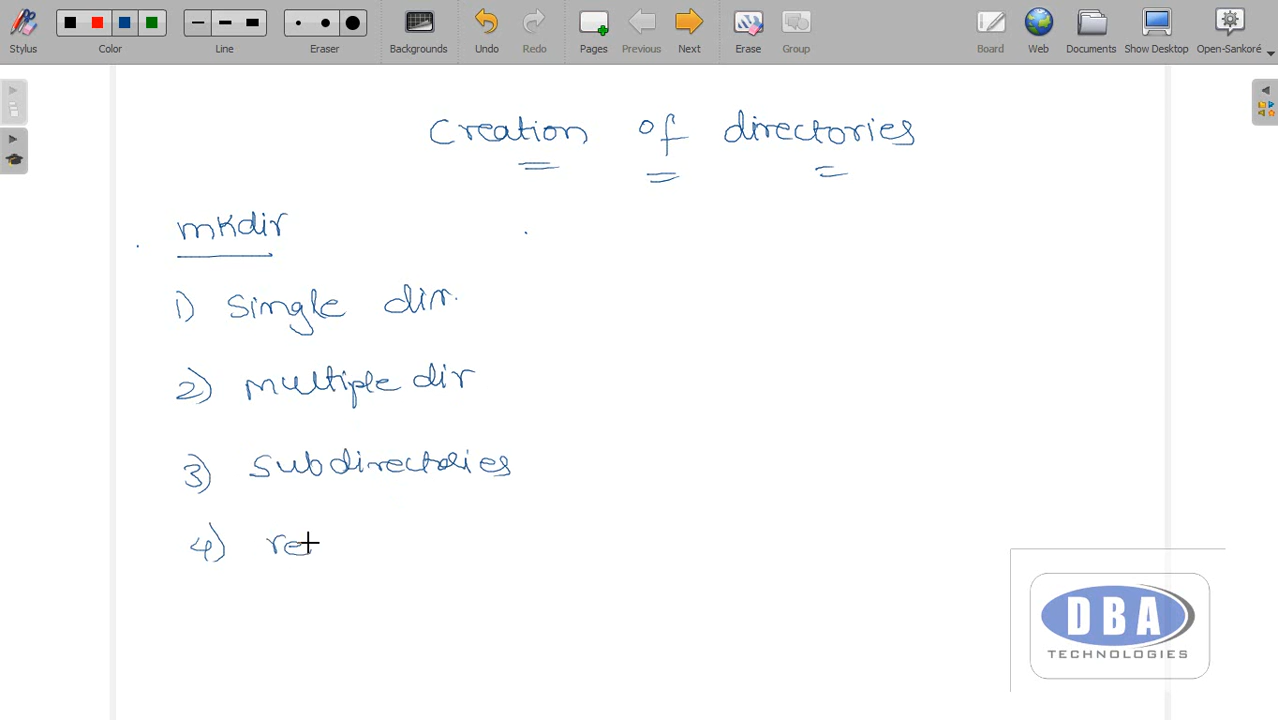 Stylus Color Line Eraser Backgrounds Undo Redo Pages Previous Next Erase Group Board Web Documents Show Desktop Open-Sankoré
Creation of directories
mkdir
1) Single dir.
2) multiple dir
3) Subdirectories
4) re
DBA
TECHNOLOGIES